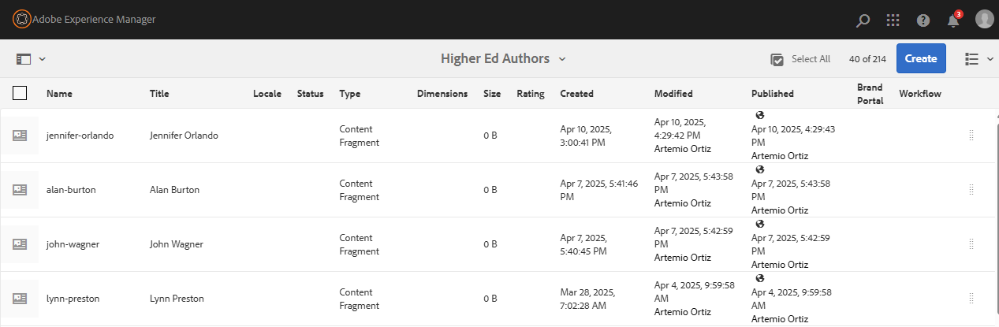 Adobe Experience Manager
3
Higher Ed Authors
Select All
40 of 214
Create
Name Title Locale Status Type Dimensions Size Rating Created Modified Published Brand Portal Workflow
jennifer-orlando
Jennifer Orlando
Content
Fragment
0 B
Apr 10, 2025,
3:00:41 PM
Apr 10, 2025,
4:29:42 PM
Artemio Ortiz
Apr 10, 2025, 4:29:43
PM
Artemio Ortiz
alan-burton
Alan Burton
Content
Fragment
0 B
Apr 7, 2025, 5:41:46
PM
Apr 7, 2025, 5:43:58
PM
Artemio Ortiz
Apr 7, 2025, 5:43:58
PM
Artemio Ortiz
john-wagner
John Wagner
Content
Fragment
0 B
Apr 7, 2025,
5:40:45 PM
Apr 7, 2025, 5:42:59
PM
Artemio Ortiz
Apr 7, 2025, 5:42:59
PM
Artemio Ortiz
lynn-preston
Lynn Preston
Content
Fragment
0 B
Mar 28, 2025,
7:02:28 AM
Apr 4, 2025, 9:59:58
AM
Artemio Ortiz
Apr 4, 2025, 9:59:58
AM
Artemio Ortiz